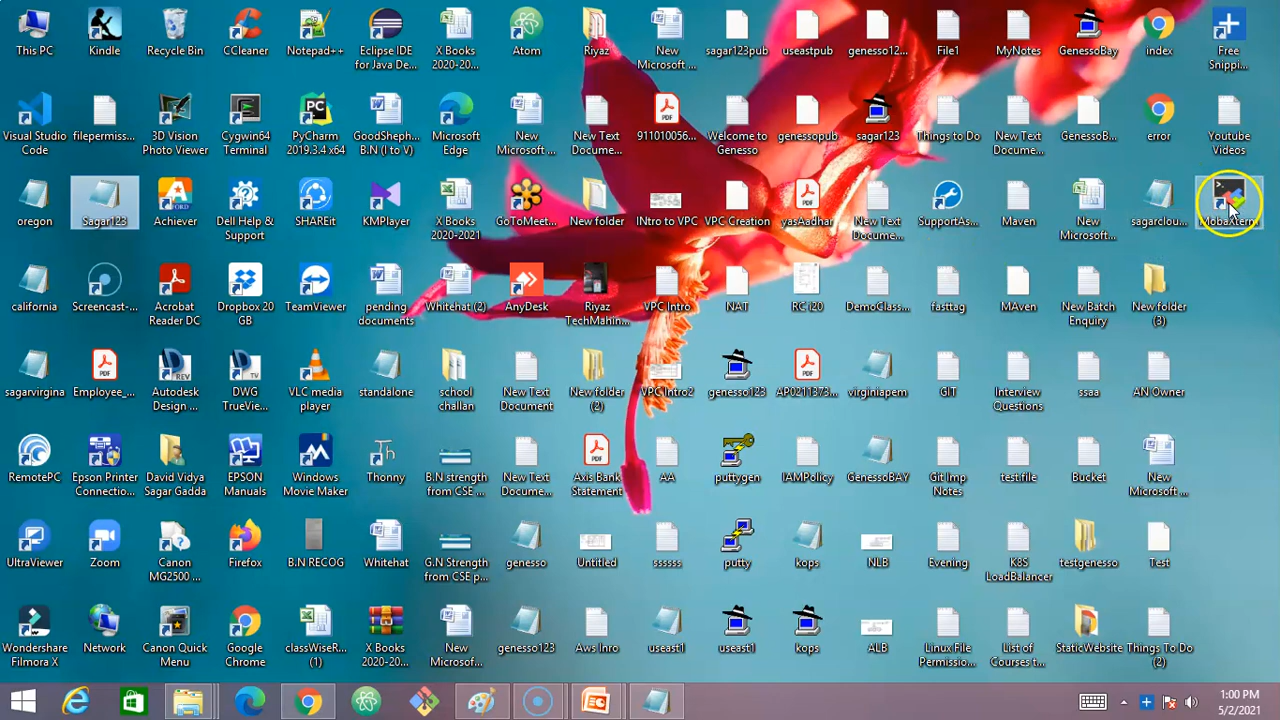 This PC
Kindle
Recycle Bin
CCleaner
Notepad++
Eclipse IDE
for Java De...
X Books
2020-20...
Atom
Riyaz
New
Microsoft ...
sagar123pub
useastpub
genesso12...
File1
MyNotes
GenessoBay
index
Free
Snippi...
Visual Studio
Code
filepermiss...
3D Vision
Photo Viewer
Cygwin64
Terminal
PyCharm
2019.3.4 x64
GoodSheph...
B.N (I to V)
Microsoft
Edge
New
Microsoft ...
New Text
Docume...
911010056...
Welcome to
Genesso
genessopub
sagar123
Things to Do
New Text
Docume...
GenessoB...
error
Youtube
Videos
oregon
Sagar123
Achiever
Dell Help &
Support
SHAREit
KMPlayer
X Books
2020-2021
GoToMeet...
New folder
INtro to VPC
VPC Creation
yasAadhar
New Text
Docume...
SupportAs...
Maven
New
Microsoft...
sagarclou...
MobaXterm
california
Screencast-...
Acrobat
Reader DC
Dropbox 20
GB
TeamViewer
pending
documents
Whitehat (2)
AnyDesk
Riyaz
TechMahin...
VPC Intro
NAT
RC i20
DemoClass...
fasttag
MAven
New Batch
Enquiry
New folder
(3)
sagarvirgina
Employee_...
Autodesk
Design ...
DWG
TrueVie...
VLC media
player
standalone
school
challan
New Text
Document
New folder
(2)
VPC Intro2
genesso123
AP0211373...
virginiapem
GIT
Interview
Questions
ssaa
AN Owner
RemotePC
Epson Printer
Connectio...
David Vidya
Sagar Gadda
EPSON
Manuals
Windows
Movie Maker
Thonny
B.N strength
from CSE ...
New Text
Docume...
Axis Bank
Statement
AA
puttygen
IAMPolicy
GenessoBAY
Git Imp
Notes
test file
Bucket
New
Microsoft ...
UltraViewer
Zoom
Canon
MG2500 ...
Firefox
B.N RECOG
Whitehat
G.N Strength
from CSE p...
genesso
Untitled
ssssss
putty
kops
NLB
Evening
K8S
LoadBalancer
testgenesso
Test
Wondershare
Filmora X
Network
Canon Quick
Menu
Google
Chrome
classWiseR...
(1)
X Books
2020-20...
New
Microsof...
genesso123
Aws Inro
useast1
useast1
kops
ALB
Linux File
Permissio...
List of
Courses t...
StaticWebsite
Things To Do
(2)
1:00 PM
5/2/2021